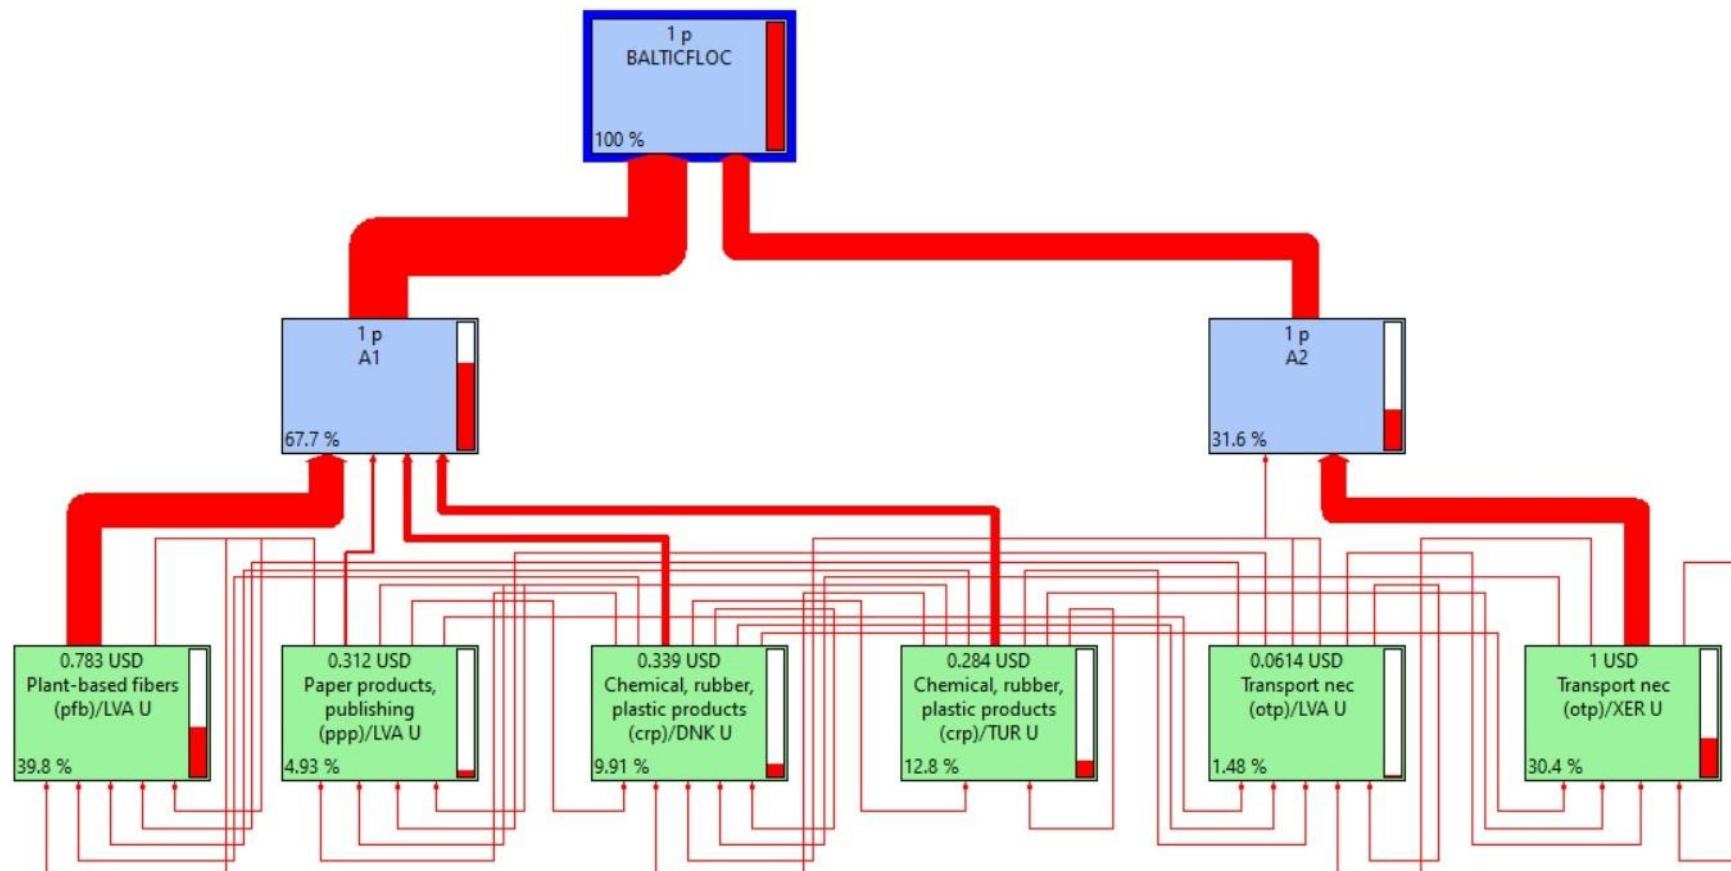 1 p
BALTICFLOC
100 %
1 p
A1
67.7 %
1 p
A2
31.6 %
0.783 USD
Plant-based fibers
(pfb)/LVA U
39.8 %
0.312 USD
Paper products,
publishing
(ppp)/LVA U
4.93 %
0.339 USD
Chemical, rubber,
plastic products
(crp)/DNK U
9.91 %
0.284 USD
Chemical, rubber,
plastic products
(crp)/TUR U
12.8 %
0.0614 USD
Transport nec
(otp)/LVA U
1.48 %
1 USD
Transport nec
(otp)/XER U
30.4 %